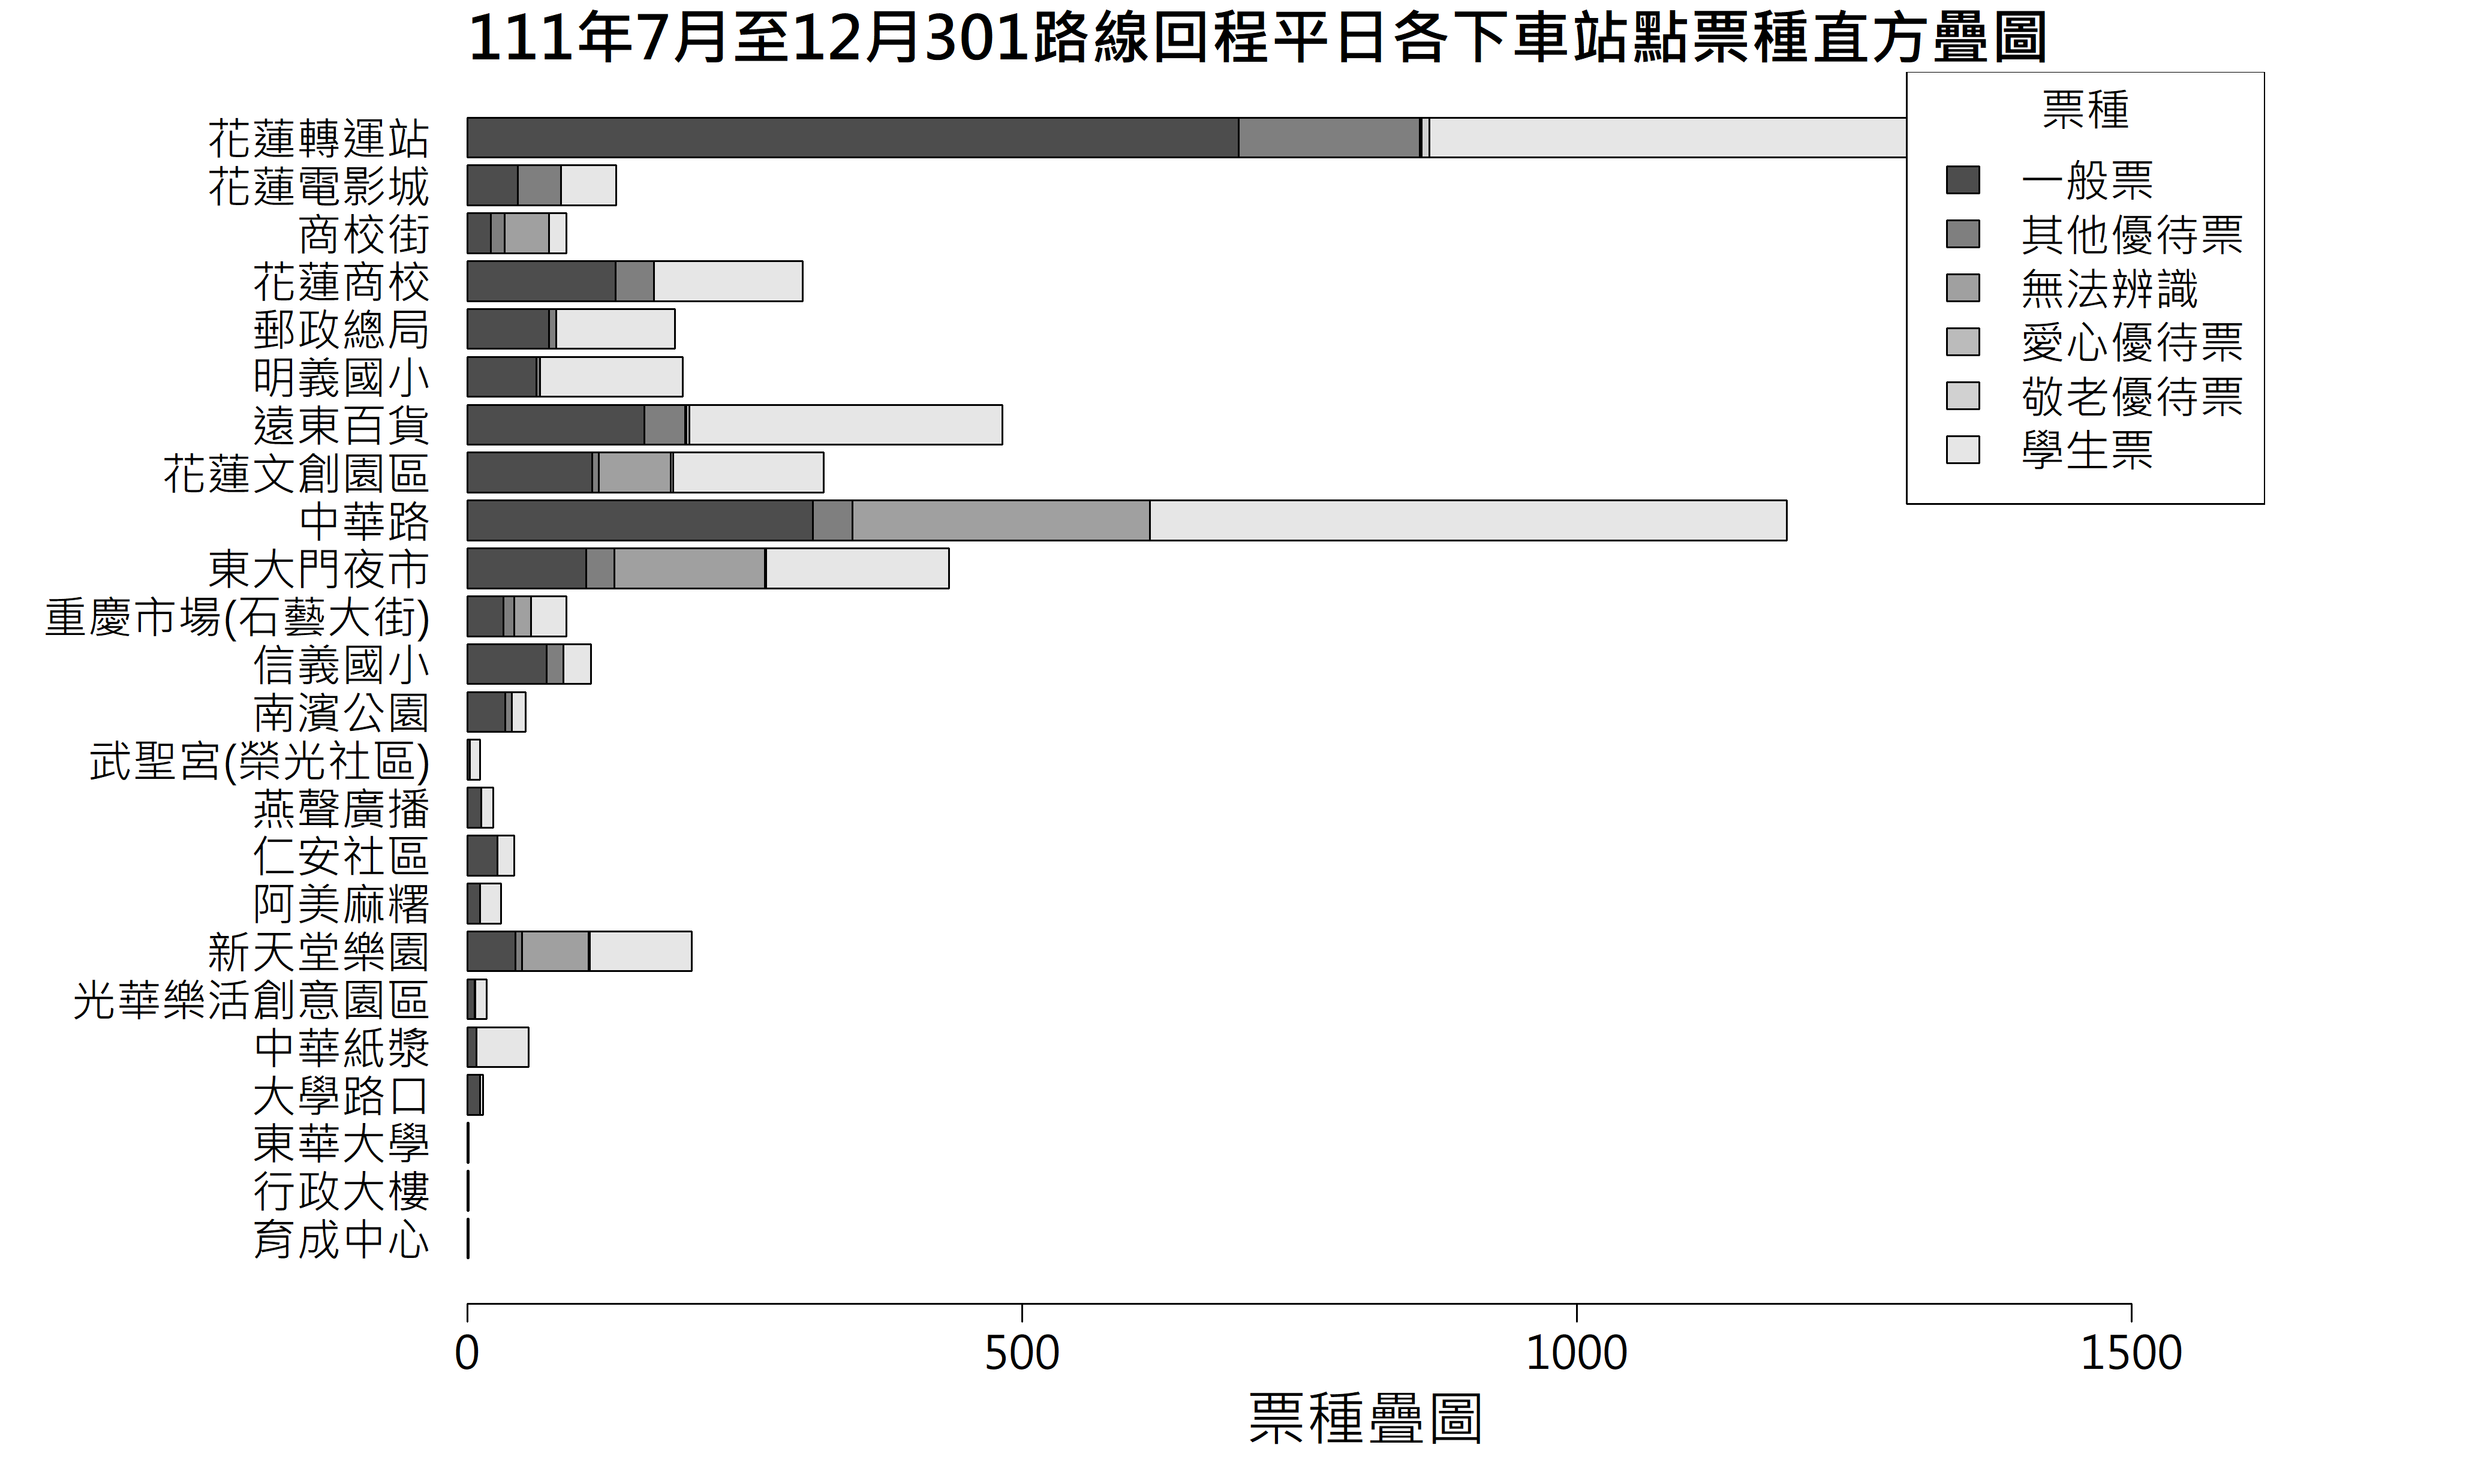 111年7月至12月301路線回程平日各下車站點票種直方疊圖
票種
一般票
其他優待票
無法辨識
愛心優待票
敬老優待票
學生票
花蓮轉運站
花蓮電影城
商校街
花蓮商校
郵政總局
明義國小
遠東百貨
花蓮文創園區
中華路
東大門夜市
重慶市場(石藝大街)
信義國小
南濱公園
武聖宮(榮光社區)
燕聲廣播
仁安社區
阿美麻糬
新天堂樂園
光華樂活創意園區
中華紙漿
大學路口
東華大學
行政大樓
育成中心
0 500 1000 1500
票種疊圖